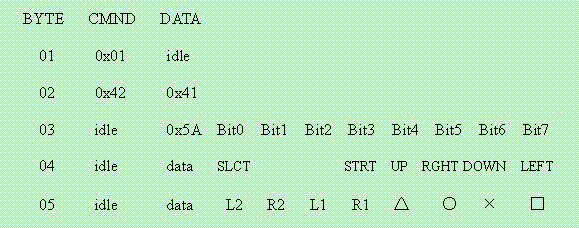 BYTE CMND DATA
01 0x01 idle
02 0x42 0x41
03 idle 0x5A Bit0 Bit1 Bit2 Bit3 Bit4 Bit5 Bit6 Bit7
04 idle data SLCT STRT UP RGHT DOWN LEFT
05 idle data L2 R2 L1 R1 △ ○ × □